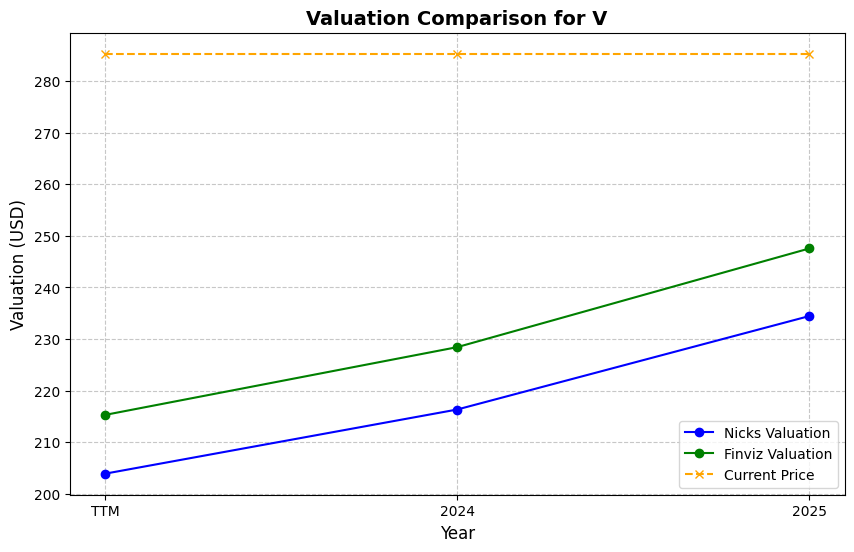 Valuation Comparison for V
Valuation (USD)
280
270
260
250
240
230
220
210
200
TTM
2024
2025
Year
Nicks Valuation
Finviz Valuation
Current Price